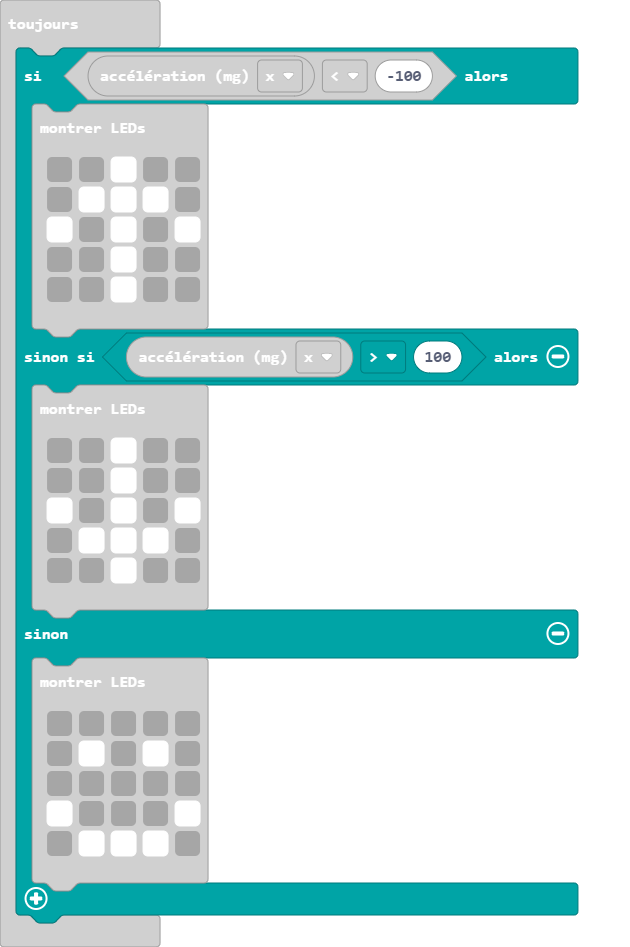 toujours
si accélération (mg) x < -100 alors
montrer LEDs
sinon si accélération (mg) x > 100 alors
montrer LEDs
sinon
montrer LEDs